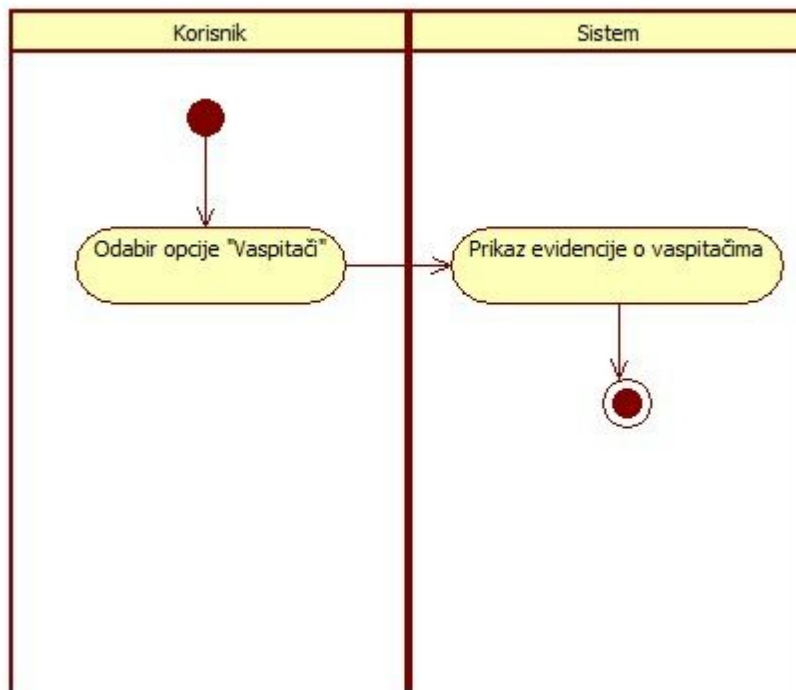 Korisnik
Sistem
Odabir opcije "Vaspitači"
Prikaz evidencije o vaspitačima